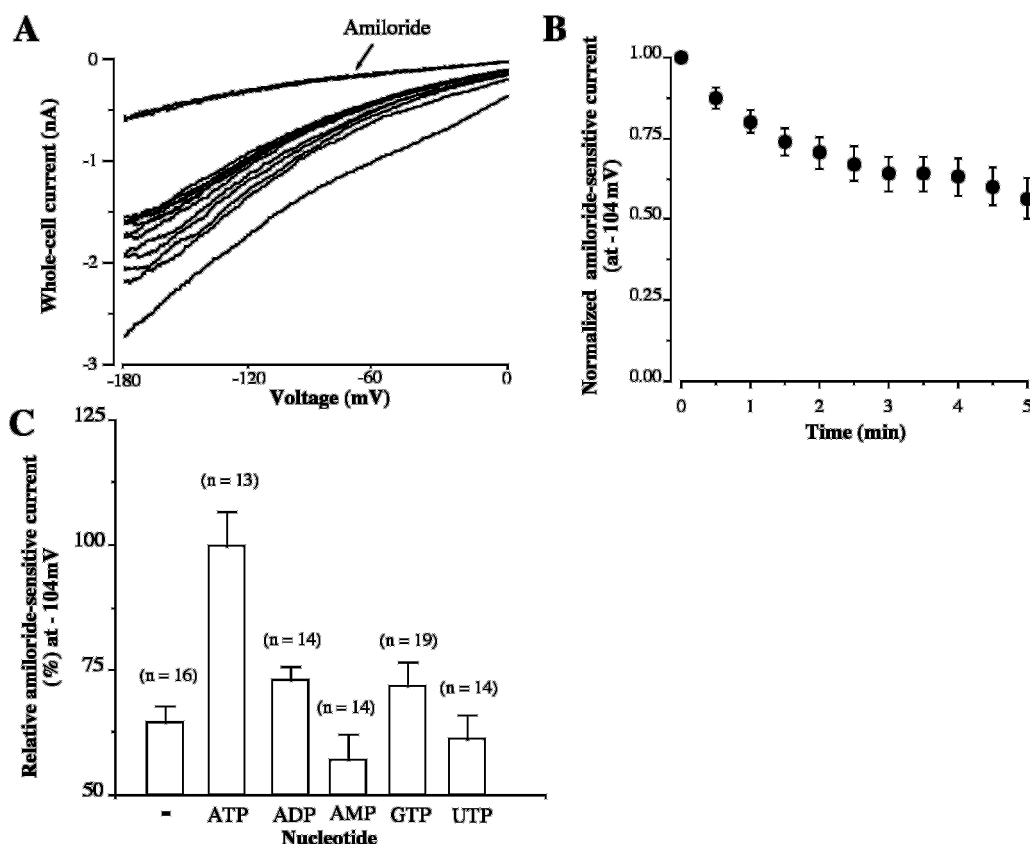 A
Amiloride
Whole-cell current (nA)
0
-1
-2
-3
-180
-120
-60
0
Voltage (mV)
B
Normalized amiloride-sensitive current
(at - 104 mV)
1.00
0.75
0.50
0.25
0.00
0
1
2
3
4
5
Time (min)
C
Relative amiloride-sensitive current
(%) at - 104mV
125
100
75
50
(n = 16)
(n = 13)
(n = 14)
(n = 14)
(n = 19)
(n = 14)
-
ATP
ADP
AMP
GTP
UTP
Nucleotide